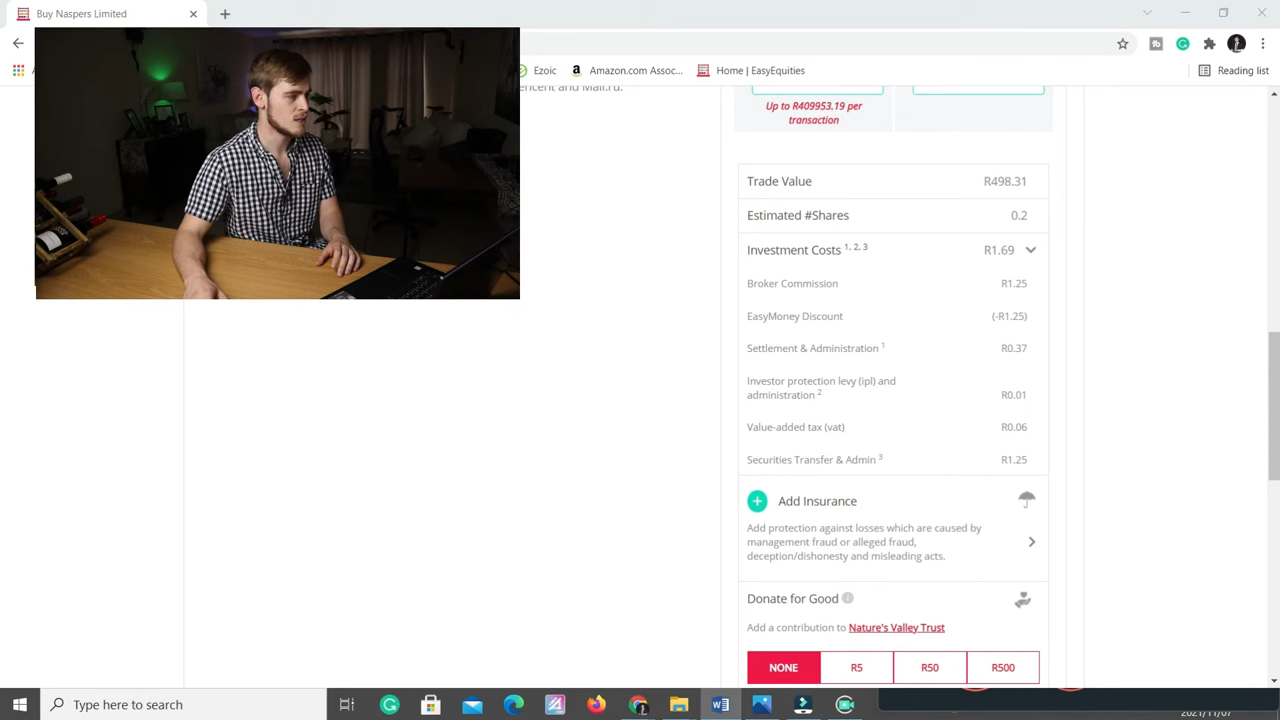 Buy Naspers Limited
Ezoic
Amazon.com Assoc...
Home | EasyEquities
Reading list
encent and Mail.ru.
Up to R409953.19 per
transaction
Trade Value R498.31
Estimated #Shares 0.2
Investment Costs 1, 2, 3 R1.69
Broker Commission R1.25
EasyMoney Discount (-R1.25)
Settlement & Administration 1 R0.37
Investor protection levy (ipl) and
administration 2 R0.01
Value-added tax (vat) R0.06
Securities Transfer & Admin 3 R1.25
Add Insurance
Add protection against losses which are caused by
management fraud or alleged fraud,
deception/dishonesty and misleading acts.
Donate for Good
Add a contribution to Nature's Valley Trust
NONE R5 R50 R500
Type here to search
2021/11/07